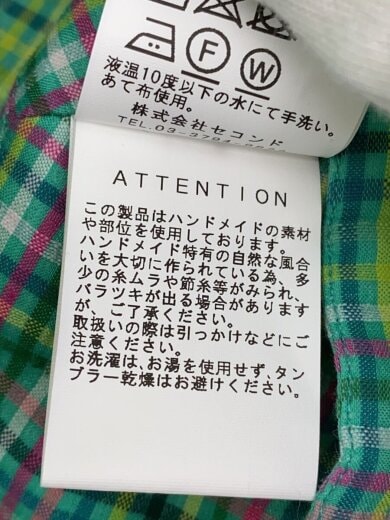 F
W
液温10度以下の水にて手洗い。
あて布使用。
株式会社セコンド
ATTENTION
この製品はハンドメイドの素材
や部位を使用しております。
ハンドメイド特有の自然な風合
いを大切に作られている為、多
少の糸ムラや節糸等がみられ、
バラツキが出る場合があります
が、ご了承ください。
取扱いの際は引っかけなどにご
注意ください。
お洗濯は、お湯を使用せず、タン
ブラー乾燥はお避けください。